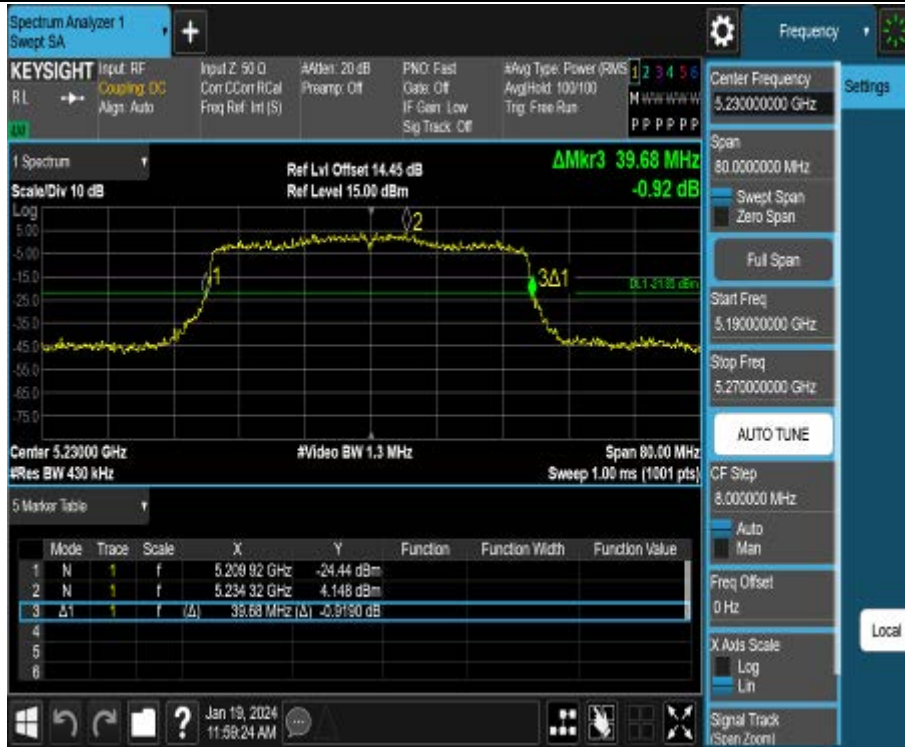 Spectrum Analyzer 1
Swept SA
+
Frequency
KEYSIGHT
RL
Input: RF
Coupling: DC
Align: Auto
Input Z: 50 Ω
Corr CCorr RCal
Freq Ref: Int (S)
#Atten: 20 dB
Preamp: Off
PNO: Fast
Gate: Off
IF Gain: Low
Sig Track: Off
#Avg Type: Power (RMS
Avg|Hold: 100/100
Trig: Free Run
1 2 3 4 5 6
M W W W W W
P P P P P P
1 Spectrum
Scale/Div 10 dB
Ref Lvl Offset 14.45 dB
Ref Level 15.00 dBm
ΔMkr3 39.68 MHz
-0.92 dB
Log
5.00
-5.00
-15.0
-25.0
-35.0
-45.0
-55.0
-65.0
-75.0
1
2
3Δ1
DL1 -21.85 dBm
Center 5.23000 GHz
#Video BW 1.3 MHz
Span 80.00 MHz
#Res BW 430 kHz
Sweep 1.00 ms (1001 pts)
5 Marker Table
Mode Trace Scale X Y Function Function Width Function Value
1 N 1 f 5.209 92 GHz -24.44 dBm
2 N 1 f 5.234 32 GHz 4.148 dBm
3 Δ1 1 f (Δ) 39.68 MHz (Δ) -0.9190 dB
4
5
6
?
Jan 19, 2024
11:59:24 AM
Center Frequency
5.230000000 GHz
Settings
Span
80.0000000 MHz
Swept Span
Zero Span
Full Span
Start Freq
5.190000000 GHz
Stop Freq
5.270000000 GHz
AUTO TUNE
CF Step
8.000000 MHz
Auto
Man
Freq Offset
0 Hz
X Axis Scale
Log
Lin
Local
Signal Track
(Span Zoom)